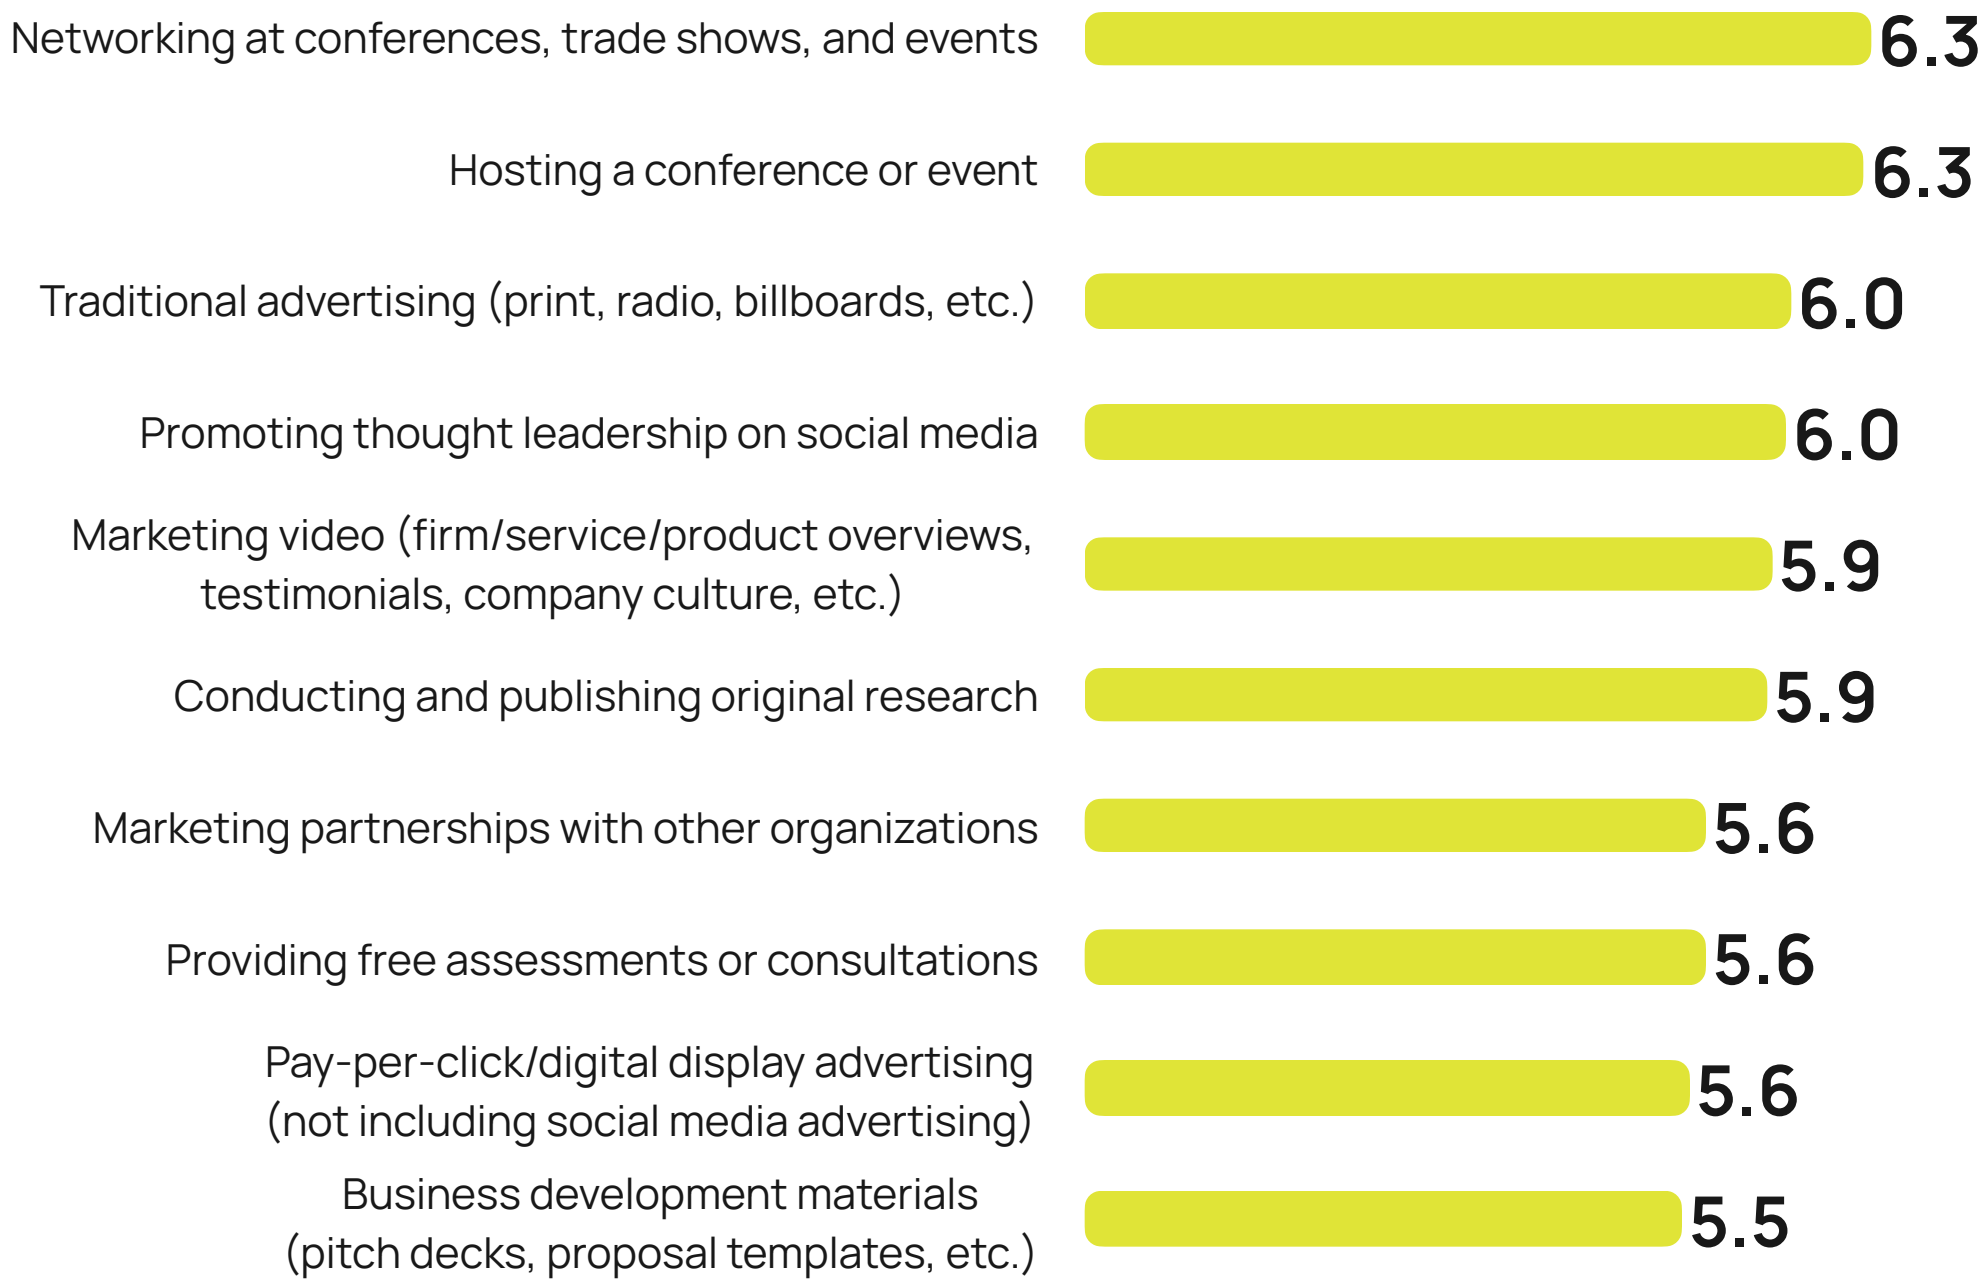 Networking at conferences, trade shows, and events 6.3
Hosting a conference or event 6.3
Traditional advertising (print, radio, billboards, etc.) 6.0
Promoting thought leadership on social media 6.0
Marketing video (firm/service/product overviews,
testimonials, company culture, etc.) 5.9
Conducting and publishing original research 5.9
Marketing partnerships with other organizations 5.6
Providing free assessments or consultations 5.6
Pay-per-click/digital display advertising
(not including social media advertising) 5.6
Business development materials
(pitch decks, proposal templates, etc.) 5.5